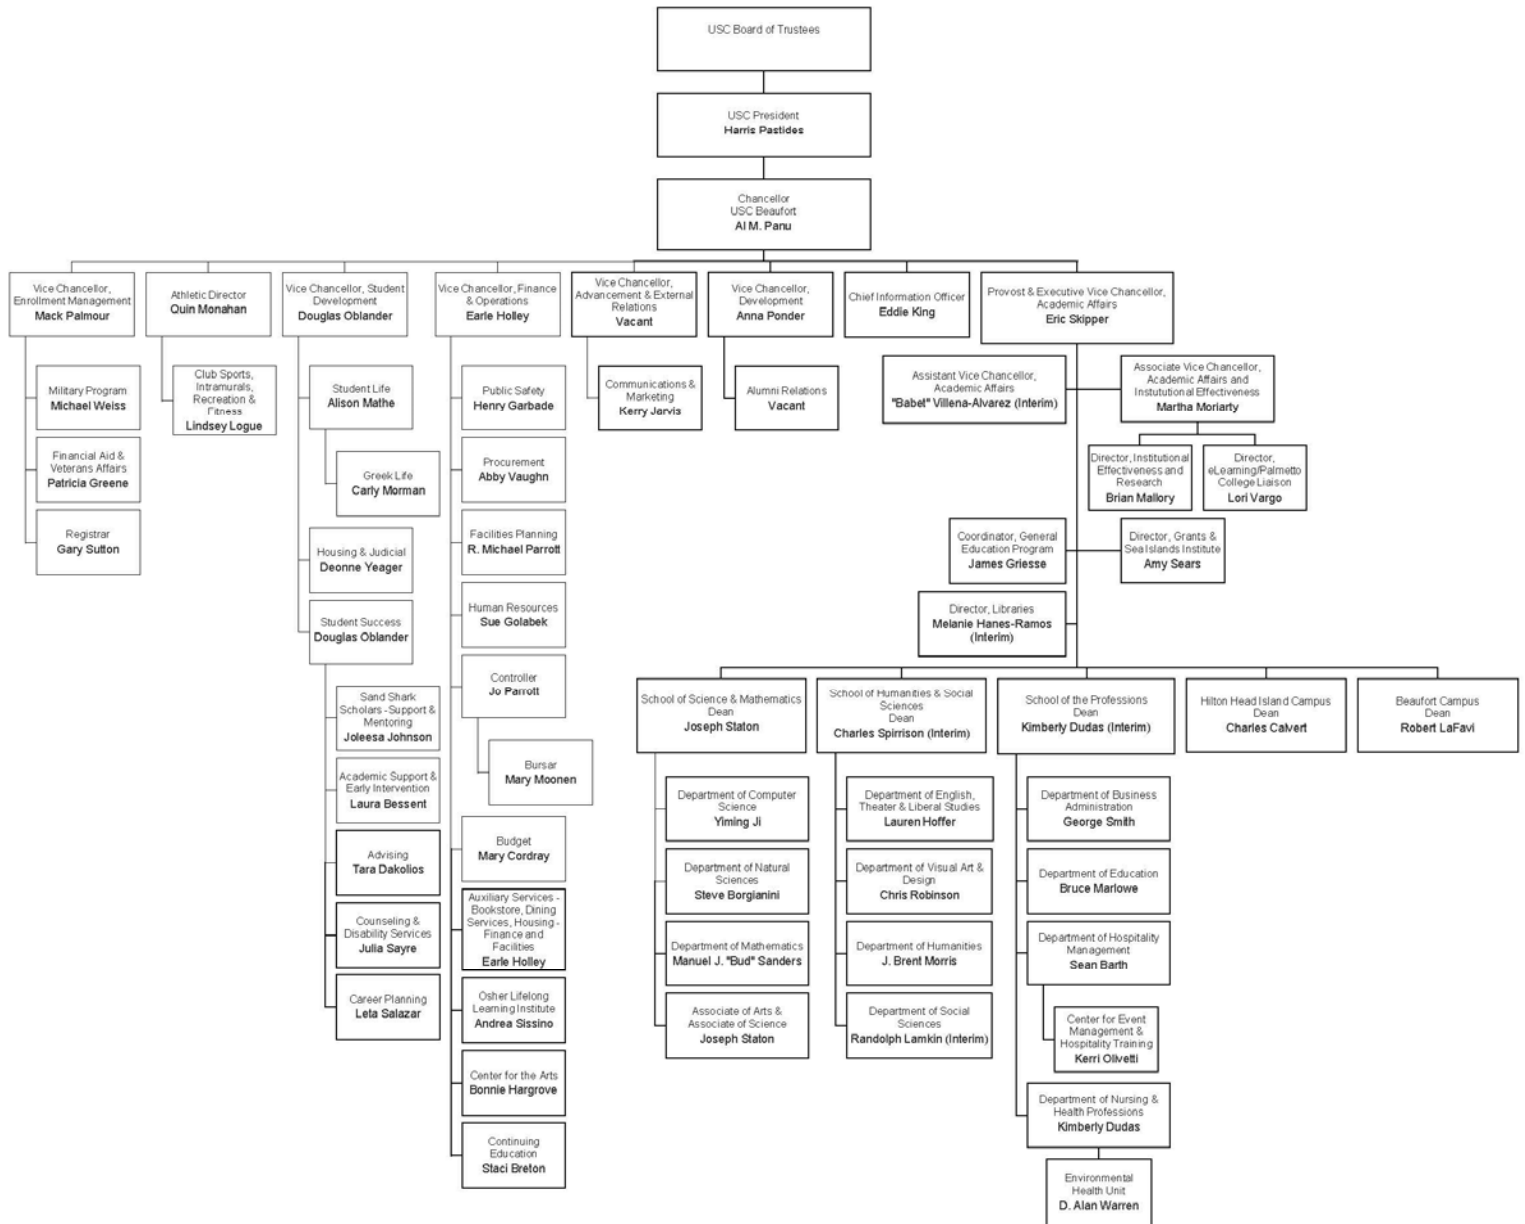 USC Board of Trustees
USC President
Harris Pastides
Chancellor
USC Beaufort
Al M. Panu
Vice Chancellor,
Enrollment Management
Mack Palmour
Athletic Director
Quin Monahan
Vice Chancellor, Student
Development
Douglas Oblander
Vice Chancellor, Finance
& Operations
Earle Holley
Vice Chancellor,
Advancement & External
Relations
Vacant
Vice Chancellor,
Development
Anna Ponder
Chief Information Officer
Eddie King
Provost & Executive Vice Chancellor,
Academic Affairs
Eric Skipper
Military Program
Michael Weiss
Financial Aid &
Veterans Affairs
Patricia Greene
Registrar
Gary Sutton
Club Sports,
Intramurals,
Recreation &
Fitness
Lindsey Logue
Student Life
Alison Mathe
Greek Life
Carly Morman
Housing & Judicial
Deonne Yeager
Student Success
Douglas Oblander
Sand Shark
Scholars - Support &
Mentoring
Joleesa Johnson
Academic Support &
Early Intervention
Laura Bessent
Advising
Tara Dakolios
Counseling &
Disability Services
Julia Sayre
Career Planning
Leta Salazar
Public Safety
Henry Garbade
Procurement
Abby Vaughn
Facilities Planning
R. Michael Parrott
Human Resources
Sue Golabek
Controller
Jo Parrott
Bursar
Mary Moonen
Budget
Mary Cordray
Auxiliary Services -
Bookstore, Dining
Services, Housing -
Finance and
Facilities
Earle Holley
Osher Lifelong
Learning Institute
Andrea Sissino
Center for the Arts
Bonnie Hargrove
Continuing
Education
Staci Breton
Communications &
Marketing
Kerry Jarvis
Alumni Relations
Vacant
Assistant Vice Chancellor,
Academic Affairs
"Babet" Villena-Alvarez (Interim)
Associate Vice Chancellor,
Academic Affairs and
Instutional Effectiveness
Martha Moriarty
Director, Institutional
Effectiveness and
Research
Brian Mallory
Director,
eLearning/Palmetto
College Liaison
Lori Vargo
Coordinator, General
Education Program
James Griesse
Director, Grants &
Sea Islands Institute
Amy Sears
Director, Libraries
Melanie Hanes-Ramos
(Interim)
School of Science & Mathematics
Dean
Joseph Staton
School of Humanities & Social
Sciences
Dean
Charles Spirrison (Interim)
School of the Professions
Dean
Kimberly Dudas (Interim)
Hilton Head Island Campus
Dean
Charles Calvert
Beaufort Campus
Dean
Robert LaFavi
Department of Computer
Science
Yiming Ji
Department of Natural
Sciences
Steve Borgianini
Department of Mathematics
Manuel J. "Bud" Sanders
Associate of Arts &
Associate of Science
Joseph Staton
Department of English,
Theater & Liberal Studies
Lauren Hoffer
Department of Visual Art &
Design
Chris Robinson
Department of Humanities
J. Brent Morris
Department of Social
Sciences
Randolph Lamkin (Interim)
Department of Business
Administration
George Smith
Department of Education
Bruce Marlowe
Department of Hospitality
Management
Sean Barth
Center for Event
Management &
Hospitality Training
Kerri Olivetti
Department of Nursing &
Health Professions
Kimberly Dudas
Environmental
Health Unit
D. Alan Warren